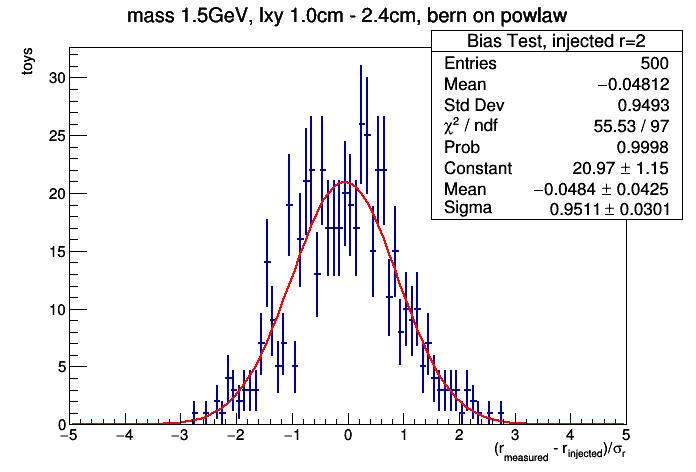 mass 1.5GeV, lxy 1.0cm - 2.4cm, bern on powlaw
toys
Bias Test, injected r=2
Entries 500
Mean −0.04812
Std Dev 0.9493
χ² / ndf 55.53 / 97
Prob 0.9998
Constant 20.97 ± 1.15
Mean −0.0484 ± 0.0425
Sigma 0.9511 ± 0.0301
30
25
20
15
10
5
0
−5 −4 −3 −2 −1 0 1 2 3 4 5
(r_measured - r_injected)/σ_r